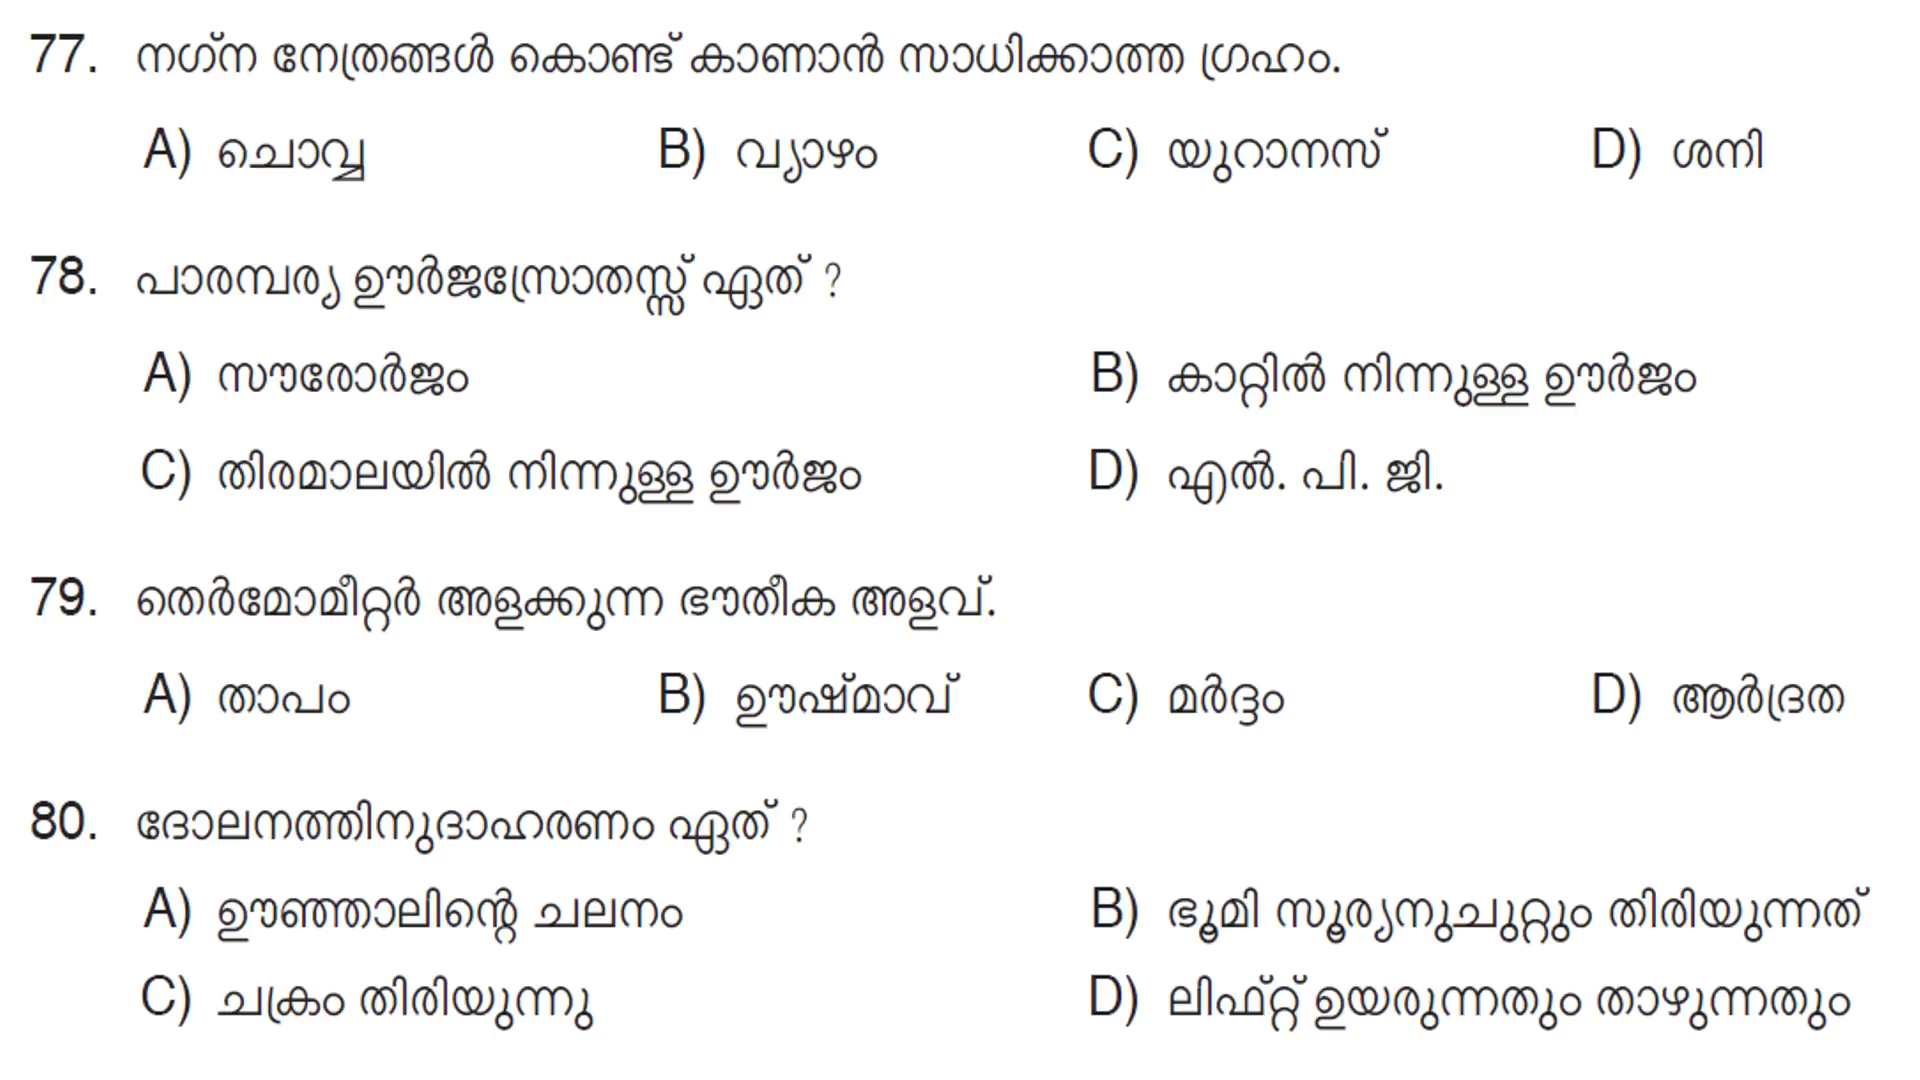 77. നഗ്ന നേത്രങ്ങൾ കൊണ്ട് കാണാൻ സാധിക്കാത്ത ഗ്രഹം.
A) ചൊവ്വ B) വ്യാഴം C) യുറാനസ് D) ശനി
78. പാരമ്പര്യ ഊർജസ്രോതസ്സ് ഏത് ?
A) സൗരോർജം B) കാറ്റിൽ നിന്നുള്ള ഊർജം
C) തിരമാലയിൽ നിന്നുള്ള ഊർജം D) എൽ. പി. ജി.
79. തെർമോമീറ്റർ അളക്കുന്ന ഭൗതീക അളവ്.
A) താപം B) ഊഷ്മാവ് C) മർദ്ദം D) ആർദ്രത
80. ദോലനത്തിനുദാഹരണം ഏത് ?
A) ഊഞ്ഞാലിന്റെ ചലനം B) ഭൂമി സൂര്യനുചുറ്റും തിരിയുന്നത്
C) ചക്രം തിരിയുന്നു D) ലിഫ്റ്റ് ഉയരുന്നതും താഴുന്നതും